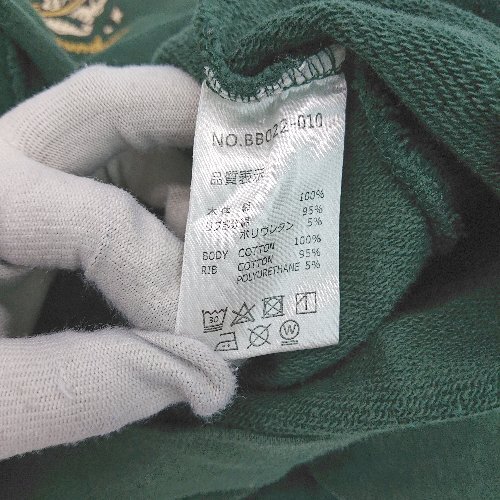 NO.BB022-010
品質表示
本体 綿 100%
リブ部 綿 95%
ポリウレタン 5%
BODY COTTON 100%
RIB COTTON 95%
POLYURETHANE 5%
30
W